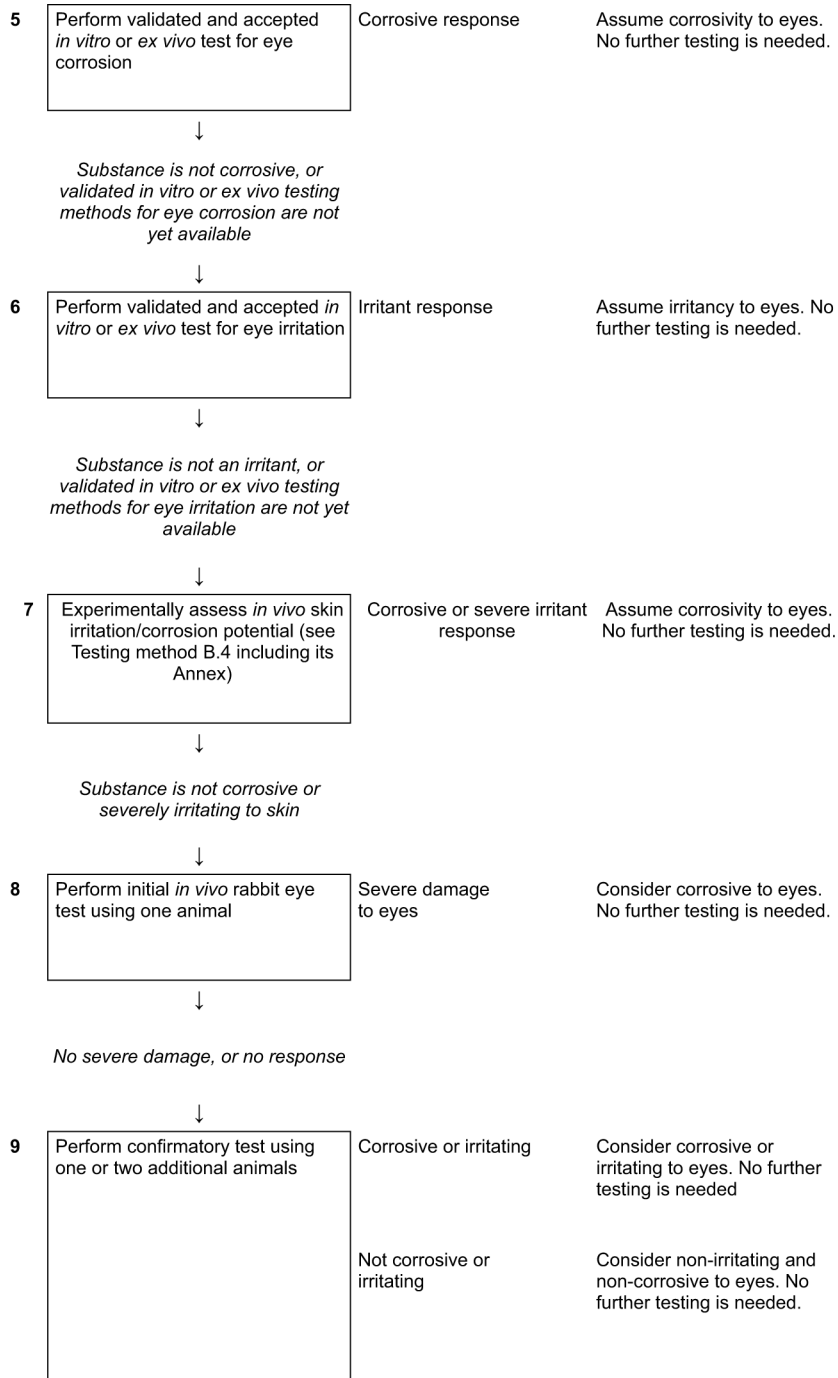 5
Perform validated and accepted
in vitro or ex vivo test for eye
corrosion
Corrosive response
Assume corrosivity to eyes.
No further testing is needed.
↓
Substance is not corrosive, or
validated in vitro or ex vivo testing
methods for eye corrosion are not
yet available
↓
6
Perform validated and accepted in
vitro or ex vivo test for eye irritation
Irritant response
Assume irritancy to eyes. No
further testing is needed.
↓
Substance is not an irritant, or
validated in vitro or ex vivo testing
methods for eye irritation are not yet
available
↓
7
Experimentally assess in vivo skin
irritation/corrosion potential (see
Testing method B.4 including its
Annex)
Corrosive or severe irritant
response
Assume corrosivity to eyes.
No further testing is needed.
↓
Substance is not corrosive or
severely irritating to skin
↓
8
Perform initial in vivo rabbit eye
test using one animal
Severe damage
to eyes
Consider corrosive to eyes.
No further testing is needed.
↓
No severe damage, or no response
↓
9
Perform confirmatory test using
one or two additional animals
Corrosive or irritating
Consider corrosive or
irritating to eyes. No further
testing is needed
Not corrosive or
irritating
Consider non-irritating and
non-corrosive to eyes. No
further testing is needed.